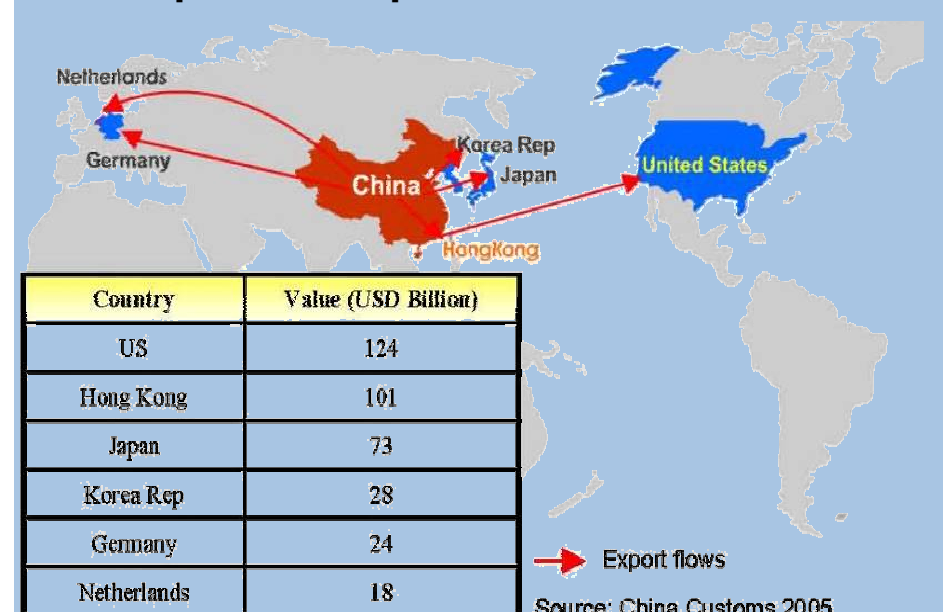 Netherlands
Korea Rep
Germany
Japan
United States
China
HongKong
Country Value (USD Billion)
US 124
Hong Kong 101
Japan 73
Korea Rep 28
Germany 24
Netherlands 18
Export flows
Source: China Customs 2005